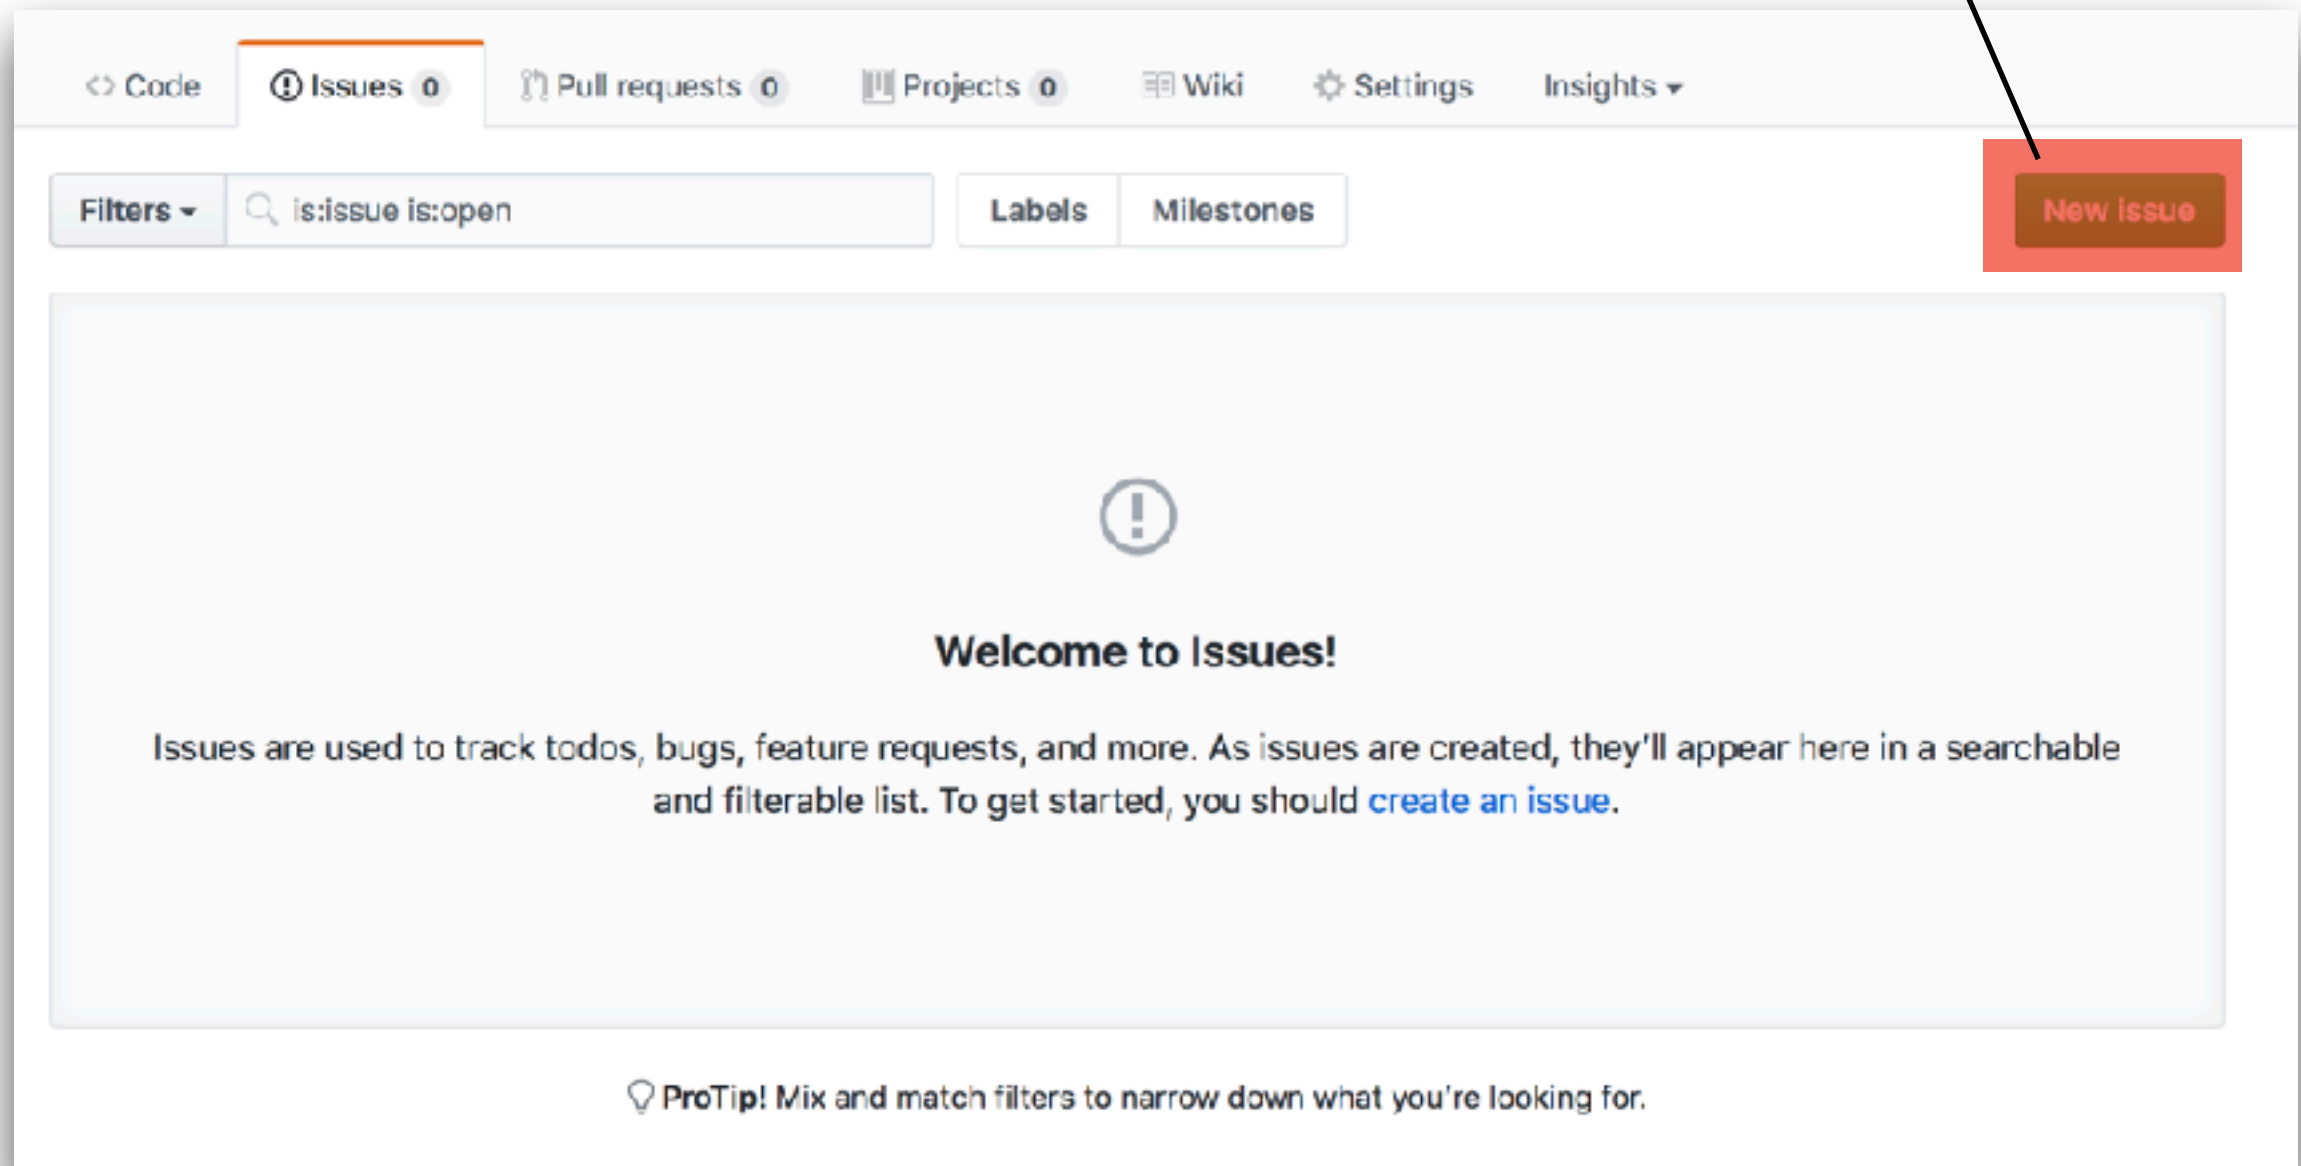 Code Issues 0 Pull requests 0 Projects 0 Wiki Settings Insights
Filters is:issue is:open Labels Milestones New issue
Welcome to Issues!
Issues are used to track todos, bugs, feature requests, and more. As issues are created, they'll appear here in a searchable
and filterable list. To get started, you should create an issue.
ProTip! Mix and match filters to narrow down what you're looking for.